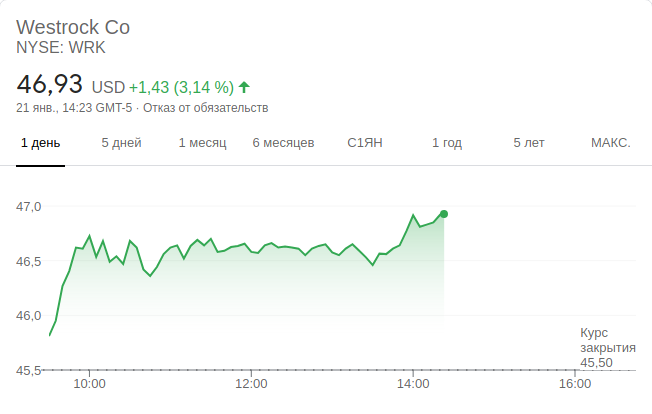 Westrock Co
NYSE: WRK
46,93 USD +1,43 (3,14 %)
21 янв., 14:23 GMT-5 · Отказ от обязательств
1 день 5 дней 1 месяц 6 месяцев С1ЯН 1 год 5 лет МАКС.
47,0
46,5
46,0
Курс
закрытия
45,50
45,5
10:00 12:00 14:00 16:00